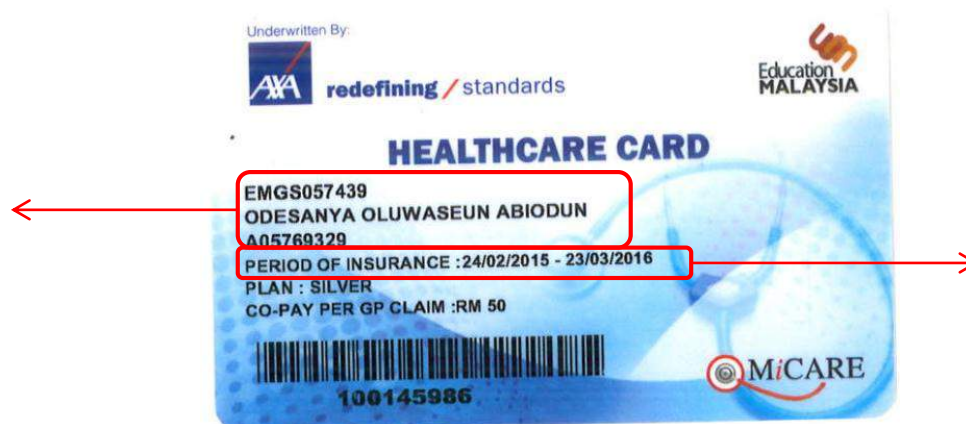 Underwritten By:
AXA redefining / standards
Education
MALAYSIA
HEALTHCARE CARD
EMGS057439
ODESANYA OLUWASEUN ABIODUN
A05769329
PERIOD OF INSURANCE :24/02/2015 - 23/03/2016
PLAN : SILVER
CO-PAY PER GP CLAIM :RM 50
100145986
MiCARE